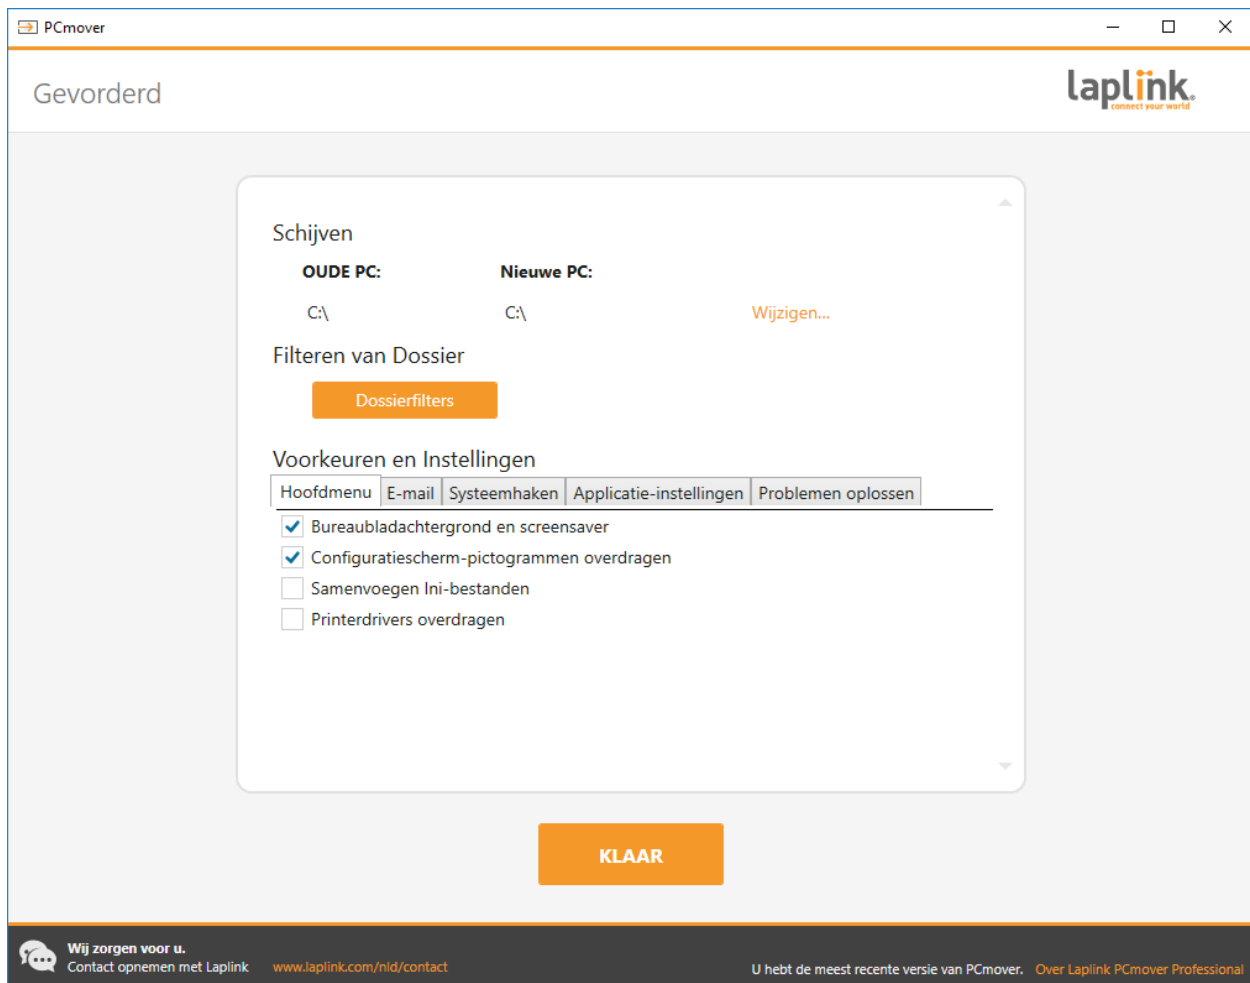 PCmover
Gevorderd
laplink®
connect your world
Schijven
OUDE PC: Nieuwe PC:
C:\ C:\ Wijzigen...
Filteren van Dossier
Dossierfilters
Voorkeuren en Instellingen
Hoofdmenu E-mail Systeemhaken Applicatie-instellingen Problemen oplossen
Bureaubladachtergrond en screensaver
Configuratiescherm-pictogrammen overdragen
Samenvoegen Ini-bestanden
Printerdrivers overdragen
KLAAR
Wij zorgen voor u.
Contact opnemen met Laplink www.laplink.com/nld/contact
U hebt de meest recente versie van PCmover. Over Laplink PCmover Professional